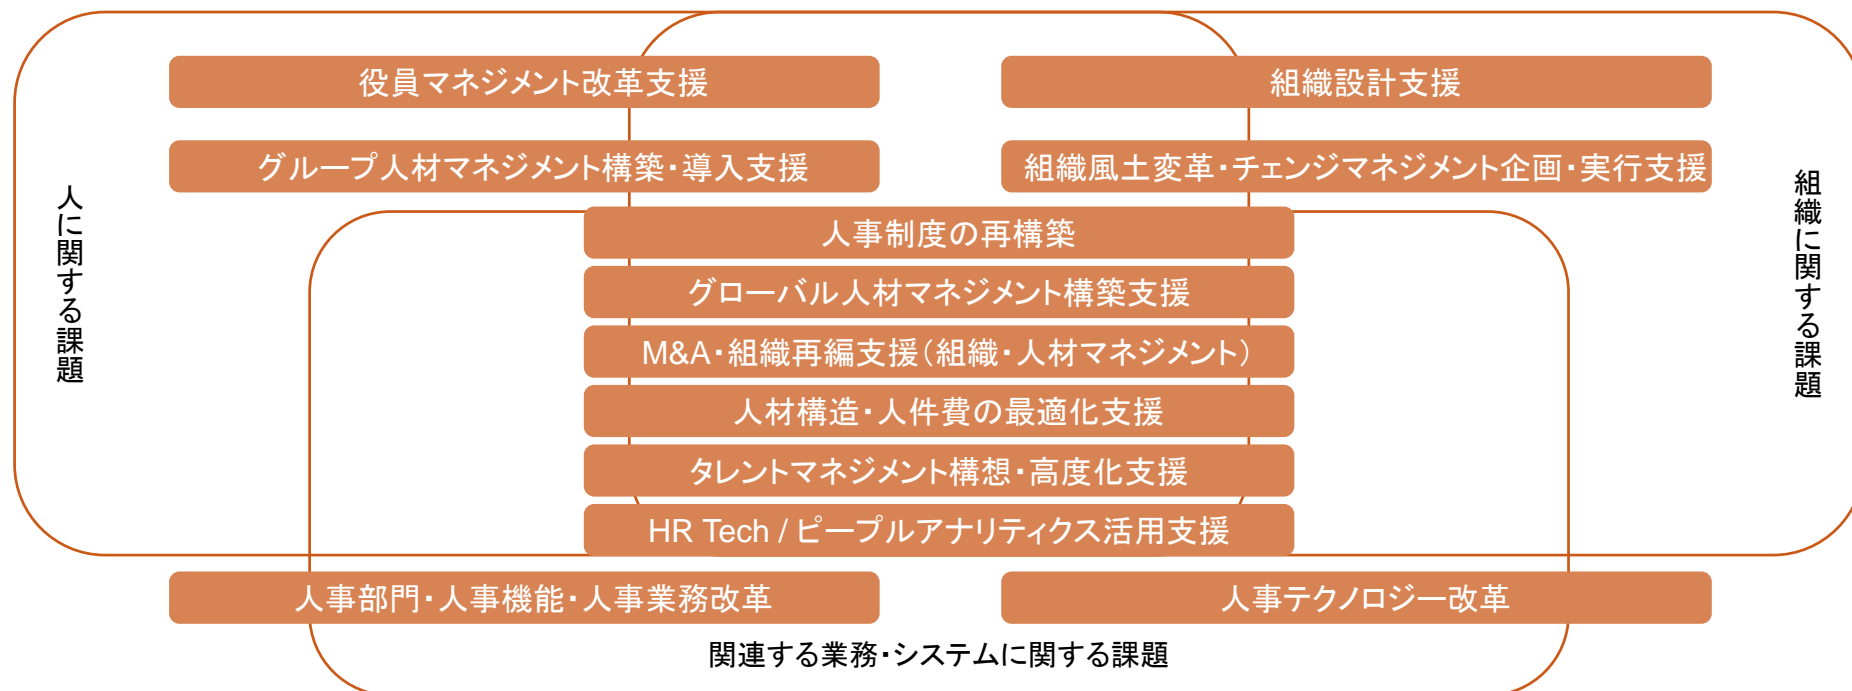 役員マネジメント改革支援
組織設計支援
グループ人材マネジメント構築・導入支援
組織風土変革・チェンジマネジメント企画・実行支援
人に関する課題
組織に関する課題
人事制度の再構築
グローバル人材マネジメント構築支援
M&A・組織再編支援（組織・人材マネジメント）
人材構造・人件費の最適化支援
タレントマネジメント構想・高度化支援
HR Tech / ピープルアナリティクス活用支援
人事部門・人事機能・人事業務改革
人事テクノロジー改革
関連する業務・システムに関する課題